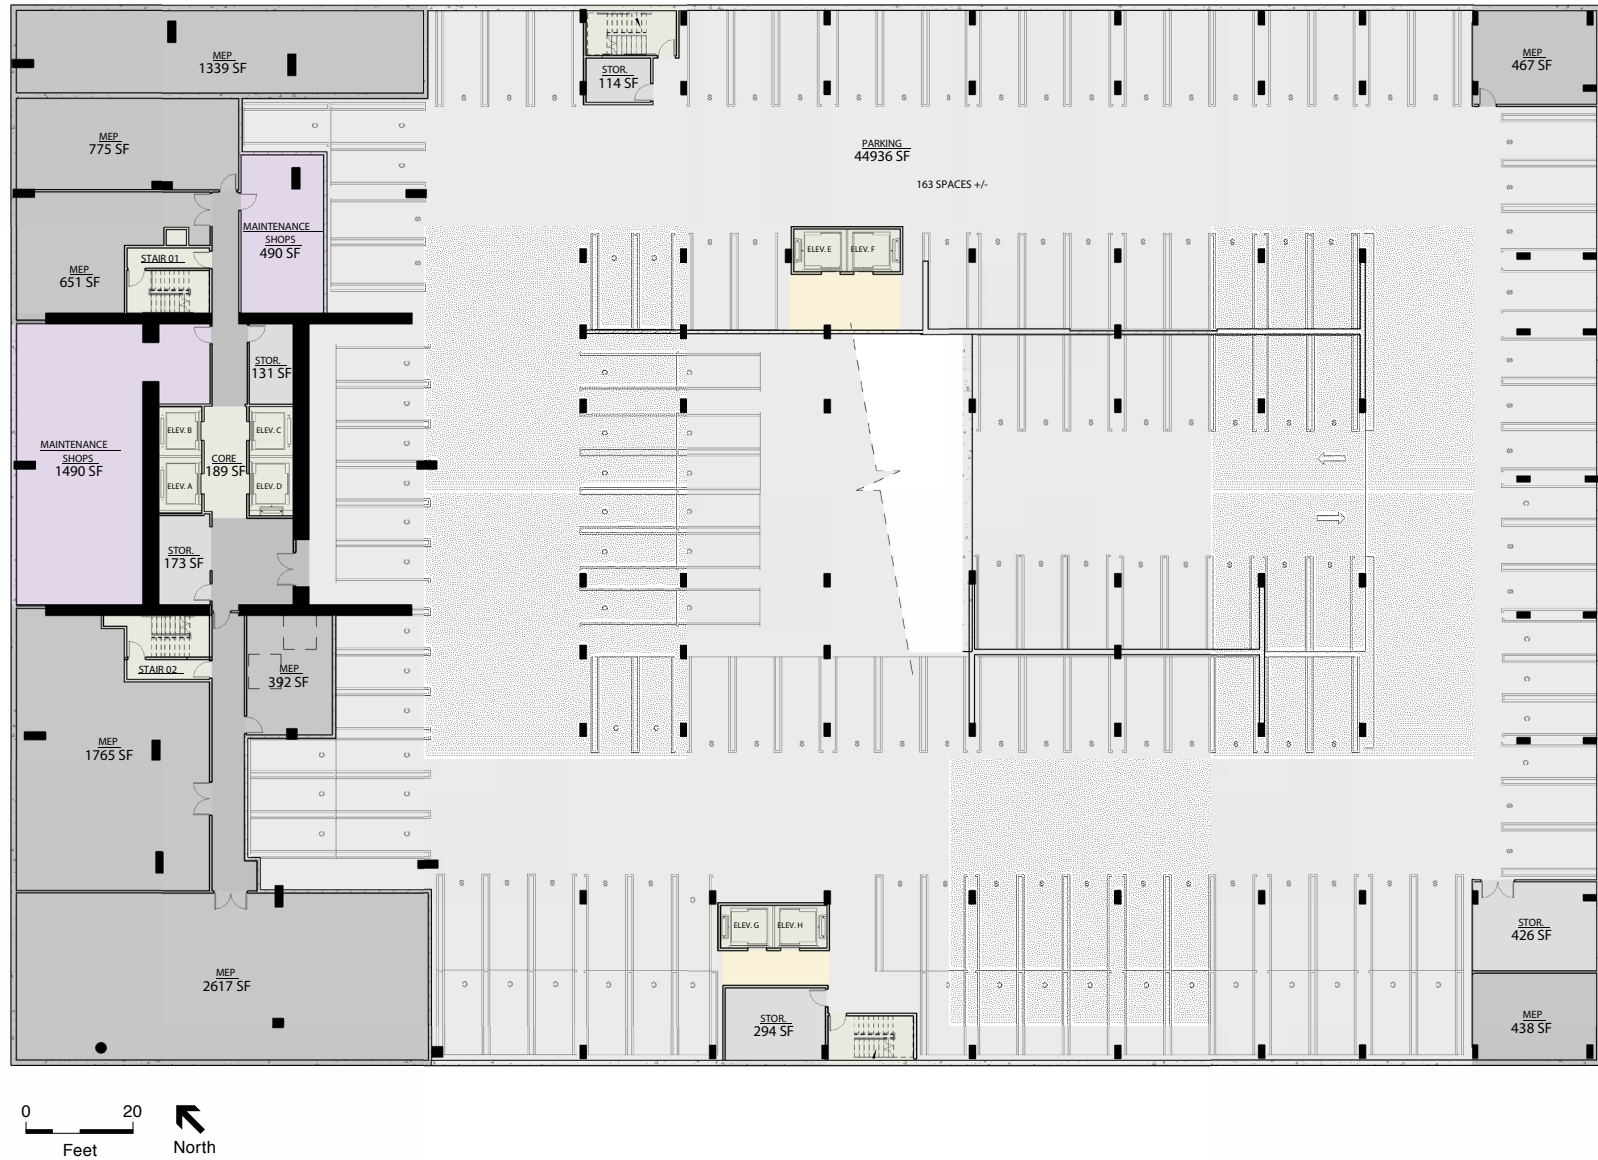 MEP
1339 SF
STOR.
114 SF
MEP
467 SF
MEP
775 SF
PARKING
44936 SF
163 SPACES +/-
MAINTENANCE
SHOPS
490 SF
STAIR 01
MEP
651 SF
ELEV. E
ELEV. F
STOR.
131 SF
ELEV. B
ELEV. C
MAINTENANCE
SHOPS
1490 SF
CORE
189 SF
ELEV. A
ELEV. D
STOR.
173 SF
STAIR 02
MEP
392 SF
MEP
1765 SF
ELEV. G
ELEV. H
STOR.
426 SF
MEP
2617 SF
STOR.
294 SF
MEP
438 SF
0 20
Feet
North